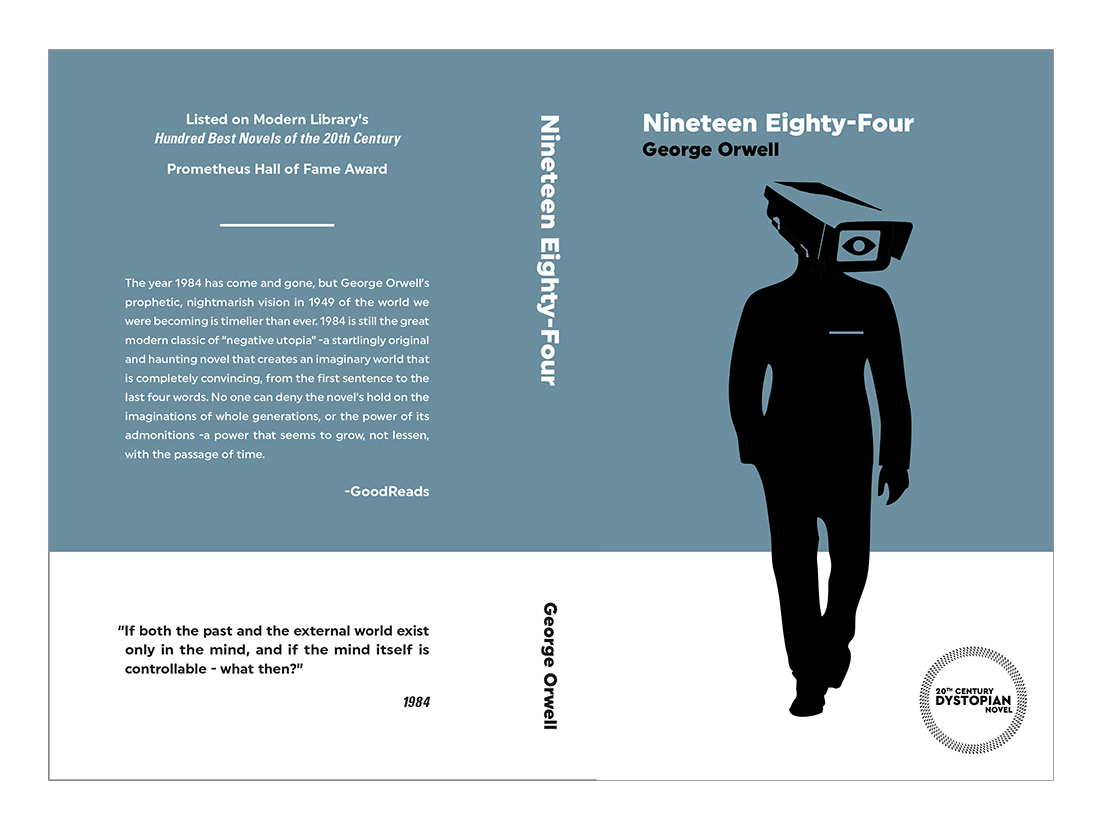 Listed on Modern Library's
Hundred Best Novels of the 20th Century
Prometheus Hall of Fame Award
The year 1984 has come and gone, but George Orwell's
prophetic, nightmarish vision in 1949 of the world we
were becoming is timelier than ever. 1984 is still the great
modern classic of "negative utopia" -a startlingly original
and haunting novel that creates an imaginary world that
is completely convincing, from the first sentence to the
last four words. No one can deny the novel's hold on the
imaginations of whole generations, or the power of its
admonitions -a power that seems to grow, not lessen,
with the passage of time.
-GoodReads
"If both the past and the external world exist
only in the mind, and if the mind itself is
controllable - what then?"
1984
Nineteen Eighty-Four
George Orwell
Nineteen Eighty-Four
George Orwell
20TH CENTURY
DYSTOPIAN
NOVEL